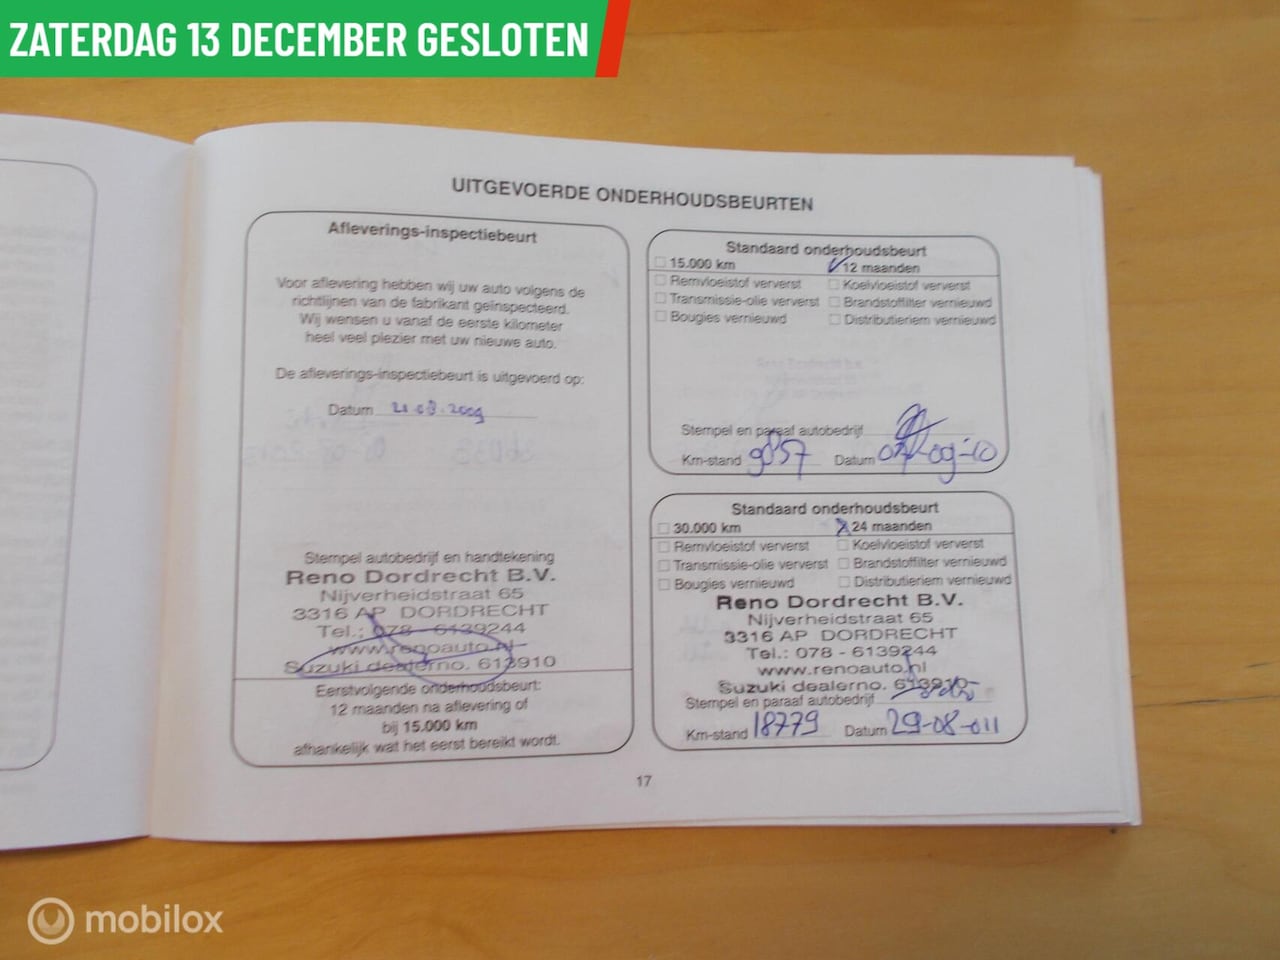 ZATERDAG 13 DECEMBER GESLOTEN
UITGEVOERDE ONDERHOUDSBEURTEN
Afleverings-inspectiebeurt
Voor aflevering hebben wij uw auto volgens de
richtlijnen van de fabrikant geïnspecteerd.
Wij wensen u vanaf de eerste kilometer
heel veel plezier met uw nieuwe auto.
De afleverings-inspectiebeurt is uitgevoerd op:
Datum 21.08.2009
Stempel autobedrijf en handtekening
Reno Dordrecht B.V.
Nijverheidstraat 65
3316 AP DORDRECHT
Tel.: 078 - 6139244
www.renoauto.nl
Suzuki dealerno. 613910
Eerstvolgende onderhoudsbeurt:
12 maanden na aflevering of
bij 15.000 km
afhankelijk wat het eerst bereikt wordt.
Standaard onderhoudsbeurt
15.000 km 12 maanden
Remvloeistof ververst Koelvloeistof ververst
Transmissie-olie ververst Brandstoffilter vernieuwd
Bougies vernieuwd Distributieriem vernieuwd
Reno Dordrecht b.v.
Stempel en paraaf autobedrijf
Km-stand 9857 Datum 07-09-10
Standaard onderhoudsbeurt
30.000 km 24 maanden
Remvloeistof ververst Koelvloeistof ververst
Transmissie-olie ververst Brandstoffilter vernieuwd
Bougies vernieuwd Distributieriem vernieuwd
Reno Dordrecht B.V.
Nijverheidstraat 65
3316 AP DORDRECHT
Tel.: 078 - 6139244
www.renoauto.nl
Suzuki dealerno. 613910
Stempel en paraaf autobedrijf
Km-stand 18779 Datum 29-08-011
17
mobilox